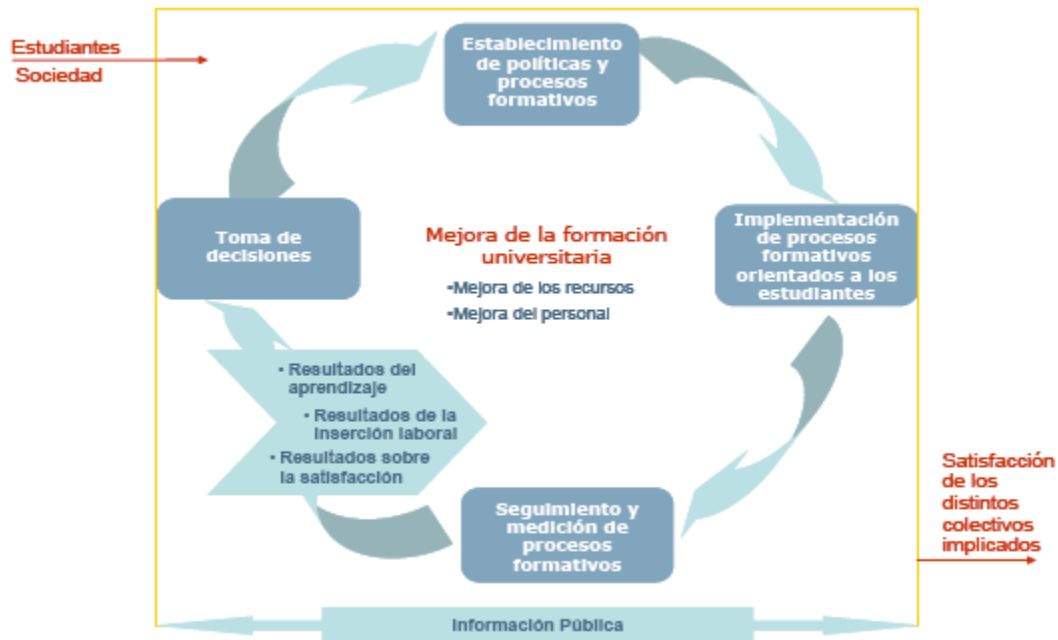 Estudiantes
Sociedad
Establecimiento
de políticas y
procesos
formativos
Toma de
decisiones
Mejora de la formación
universitaria
▪Mejora de los recursos
▪Mejora del personal
Implementación
de procesos
formativos
orientados a los
estudiantes
• Resultados del
aprendizaje
• Resultados de la
inserción laboral
• Resultados sobre
la satisfacción
Seguimiento y
medición de
procesos
formativos
Satisfacción
de los
distintos
colectivos
implicados
Información Pública